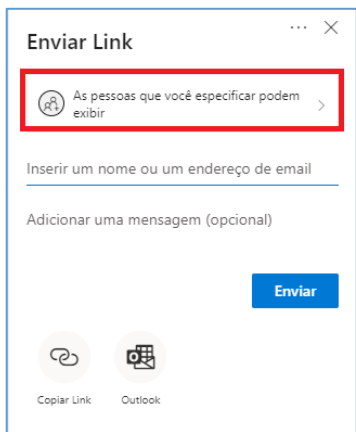 Enviar Link
As pessoas que você especificar podem
exibir
Inserir um nome ou um endereço de email
Adicionar uma mensagem (opcional)
Enviar
Copiar Link
Outlook